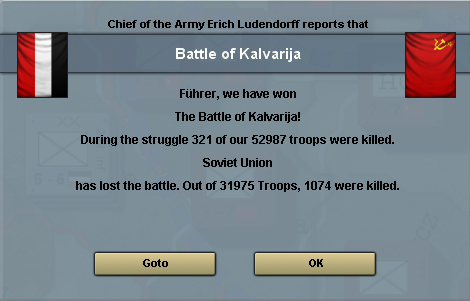 Chief of the Army Erich Ludendorff reports that
Battle of Kalvarija
Führer, we have won
The Battle of Kalvarija!
During the struggle 321 of our 52987 troops were killed.
Soviet Union
has lost the battle. Out of 31975 Troops, 1074 were killed.
Goto
OK